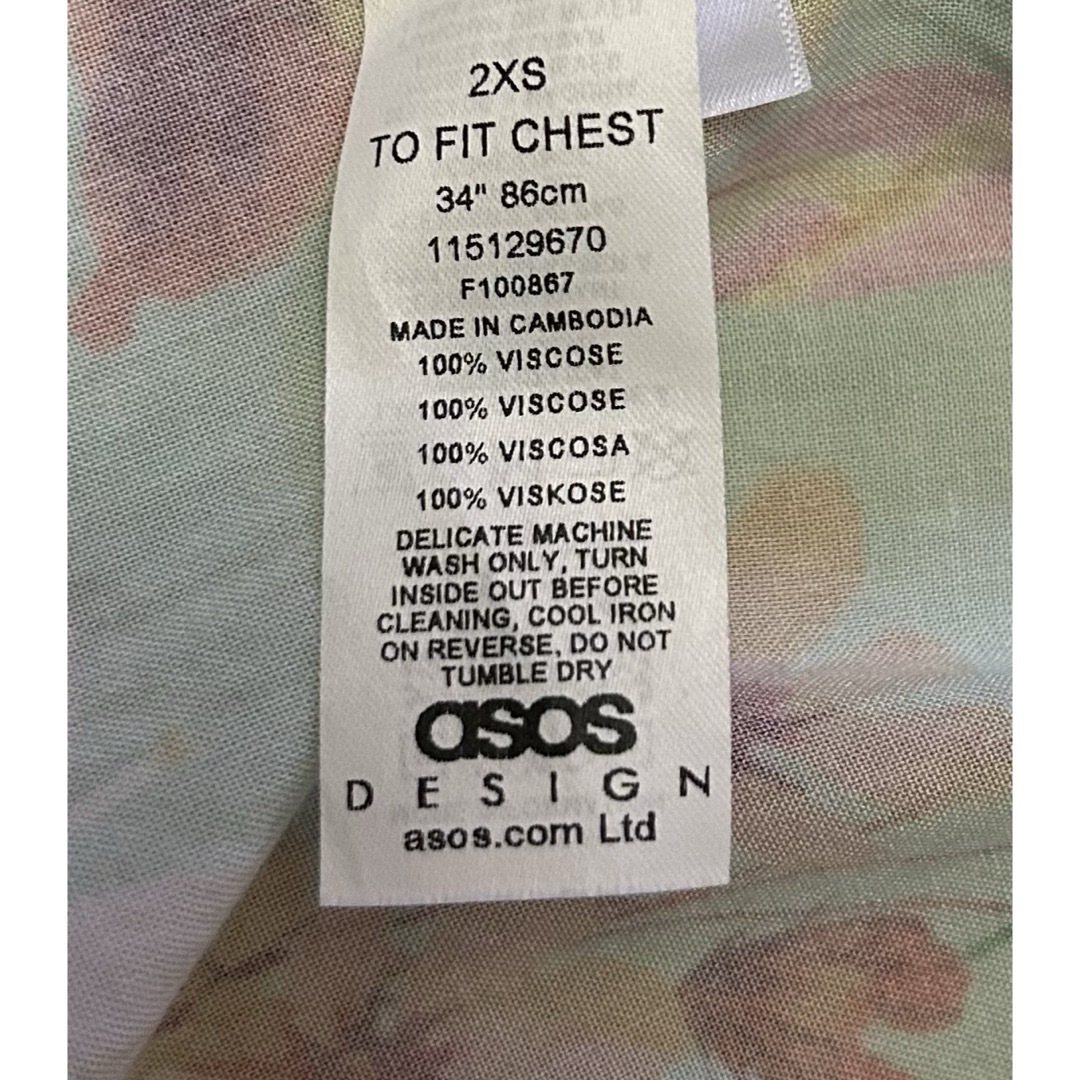 2XS
TO FIT CHEST
34" 86cm
115129670
F100867
MADE IN CAMBODIA
100% VISCOSE
100% VISCOSE
100% VISCOSA
100% VISKOSE
DELICATE MACHINE
WASH ONLY, TURN
INSIDE OUT BEFORE
CLEANING, COOL IRON
ON REVERSE, DO NOT
TUMBLE DRY
asos
DESIGN
asos.com Ltd